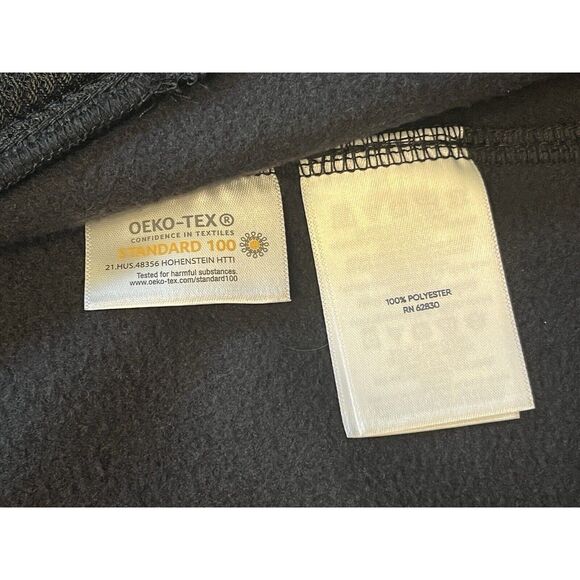 OEKO-TEX®
CONFIDENCE IN TEXTILES
STANDARD 100
21.HUS.48356 HOHENSTEIN HTTI
Tested for harmful substances.
www.oeko-tex.com/standard100
100% POLYESTER
RN 62830